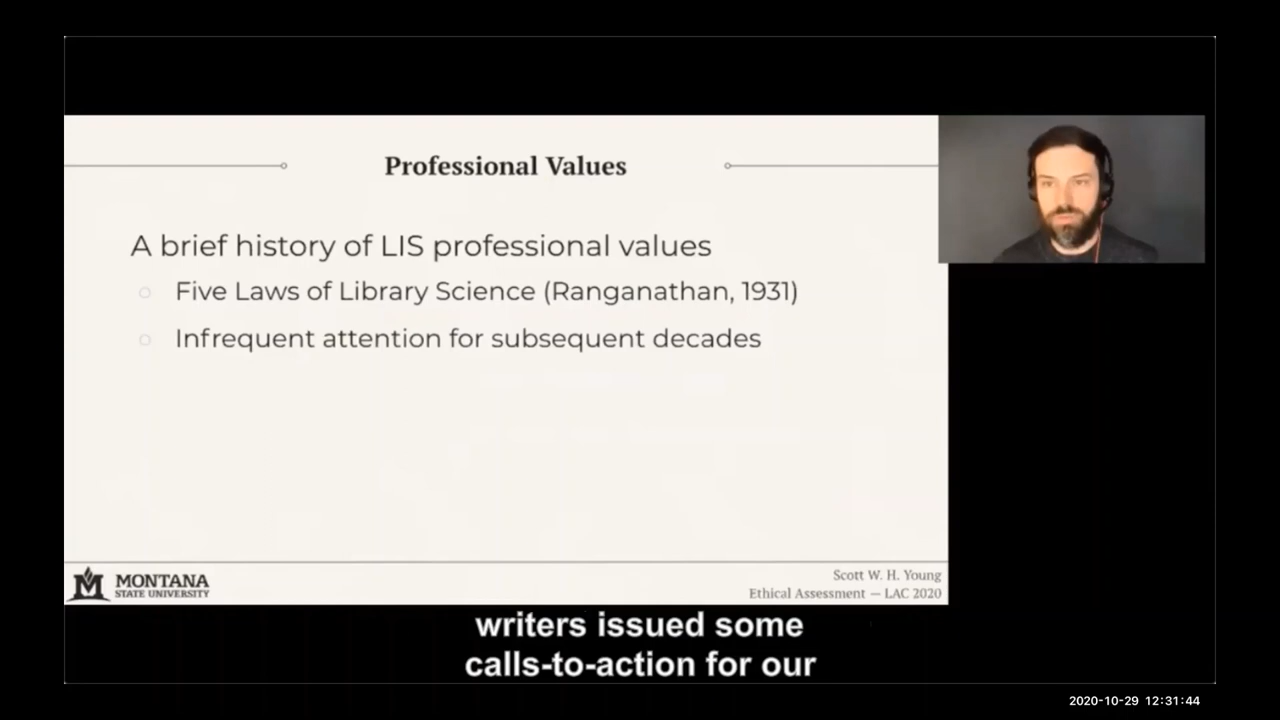 Professional Values
A brief history of LIS professional values
Five Laws of Library Science (Ranganathan, 1931)
Infrequent attention for subsequent decades
MONTANA
STATE UNIVERSITY
Scott W. H. Young
Ethical Assessment — LAC 2020
writers issued some
calls-to-action for our
2020-10-29 12:31:44